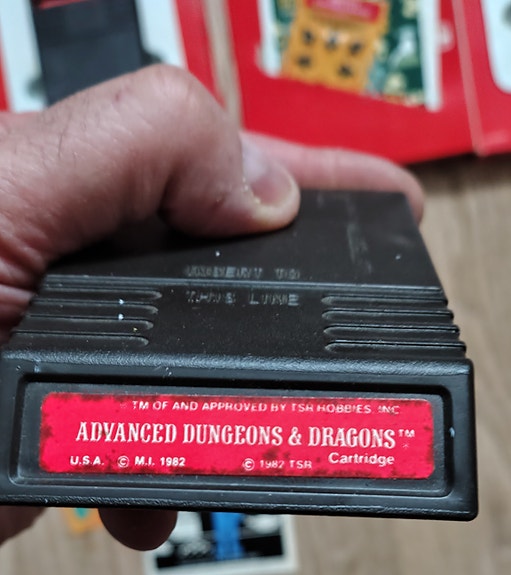 INSERT TO
THIS LINE
TM OF AND APPROVED BY TSR HOBBIES, INC
ADVANCED DUNGEONS & DRAGONS™
Cartridge
U.S.A. © M.I. 1982 © 1982 TSR